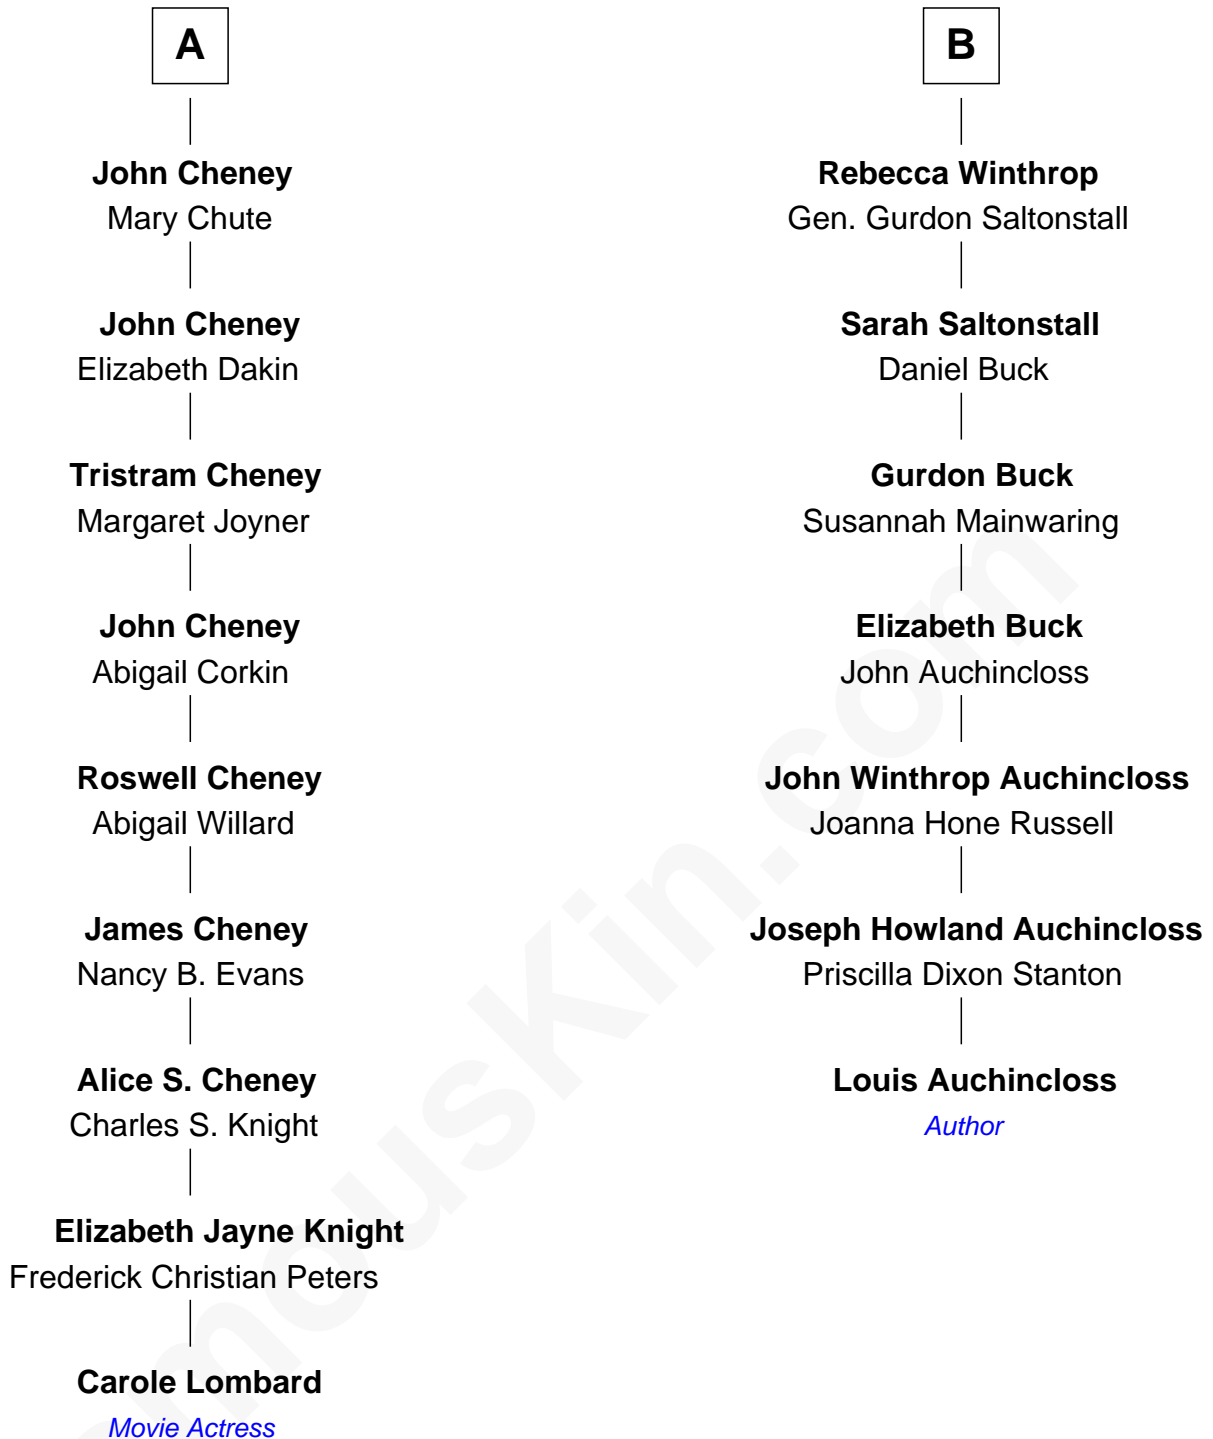 A
John Cheney
Mary Chute
John Cheney
Elizabeth Dakin
Tristram Cheney
Margaret Joyner
John Cheney
Abigail Corkin
Roswell Cheney
Abigail Willard
James Cheney
Nancy B. Evans
Alice S. Cheney
Charles S. Knight
Elizabeth Jayne Knight
Frederick Christian Peters
Carole Lombard
Movie Actress
B
Rebecca Winthrop
Gen. Gurdon Saltonstall
Sarah Saltonstall
Daniel Buck
Gurdon Buck
Susannah Mainwaring
Elizabeth Buck
John Auchincloss
John Winthrop Auchincloss
Joanna Hone Russell
Joseph Howland Auchincloss
Priscilla Dixon Stanton
Louis Auchincloss
Author
mousKin.com